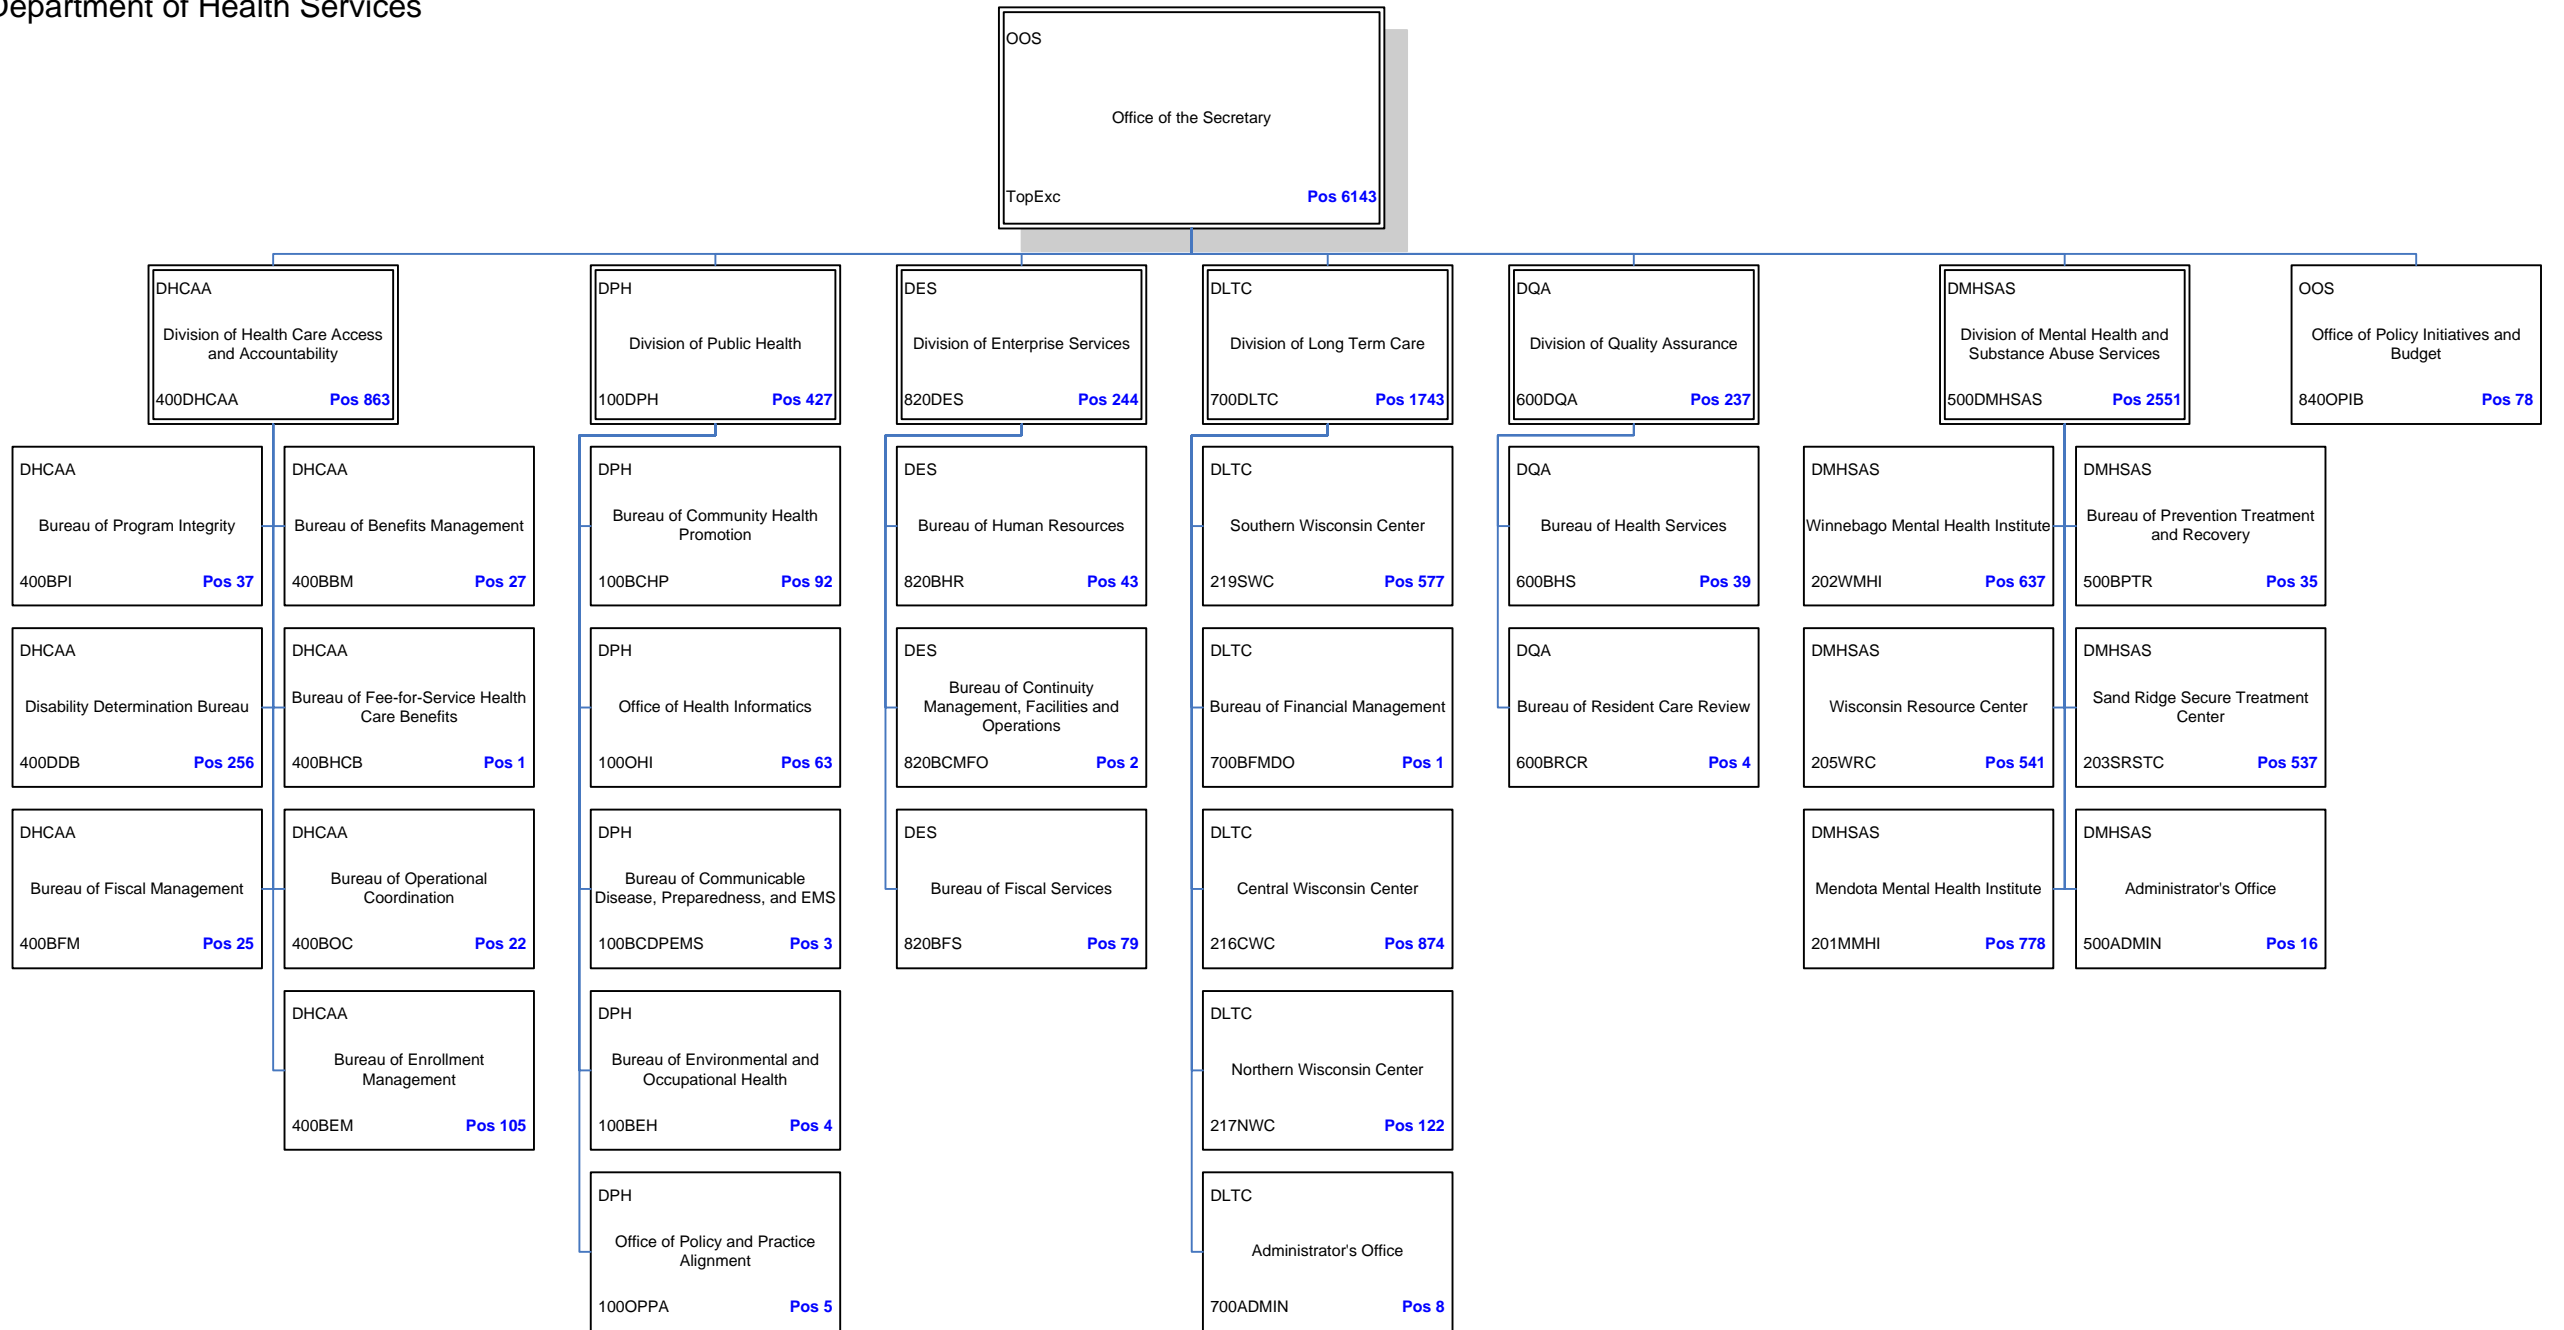 Department of Health Services
OOS
Office of the Secretary
TopExc Pos 6143
DHCAA
Division of Health Care Access
and Accountability
400DHCAA Pos 863
DPH
Division of Public Health
100DPH Pos 427
DES
Division of Enterprise Services
820DES Pos 244
DLTC
Division of Long Term Care
700DLTC Pos 1743
DQA
Division of Quality Assurance
600DQA Pos 237
DMHSAS
Division of Mental Health and
Substance Abuse Services
500DMHSAS Pos 2551
OOS
Office of Policy Initiatives and
Budget
840OPIB Pos 78
DHCAA
Bureau of Program Integrity
400BPI Pos 37
DHCAA
Bureau of Benefits Management
400BBM Pos 27
DPH
Bureau of Community Health
Promotion
100BCHP Pos 92
DES
Bureau of Human Resources
820BHR Pos 43
DLTC
Southern Wisconsin Center
219SWC Pos 577
DQA
Bureau of Health Services
600BHS Pos 39
DMHSAS
Winnebago Mental Health Institute
202WMHI Pos 637
DMHSAS
Bureau of Prevention Treatment
and Recovery
500BPTR Pos 35
DHCAA
Disability Determination Bureau
400DDB Pos 256
DHCAA
Bureau of Fee-for-Service Health
Care Benefits
400BHCB Pos 1
DPH
Office of Health Informatics
100OHI Pos 63
DES
Bureau of Continuity
Management, Facilities and
Operations
820BCMFO Pos 2
DLTC
Bureau of Financial Management
700BFMDO Pos 1
DQA
Bureau of Resident Care Review
600BRCR Pos 4
DMHSAS
Wisconsin Resource Center
205WRC Pos 541
DMHSAS
Sand Ridge Secure Treatment
Center
203SRSTC Pos 537
DHCAA
Bureau of Fiscal Management
400BFM Pos 25
DHCAA
Bureau of Operational
Coordination
400BOC Pos 22
DPH
Bureau of Communicable
Disease, Preparedness, and EMS
100BCDPEMS Pos 3
DES
Bureau of Fiscal Services
820BFS Pos 79
DLTC
Central Wisconsin Center
216CWC Pos 874
DMHSAS
Mendota Mental Health Institute
201MMHI Pos 778
DMHSAS
Administrator's Office
500ADMIN Pos 16
DHCAA
Bureau of Enrollment
Management
400BEM Pos 105
DPH
Bureau of Environmental and
Occupational Health
100BEH Pos 4
DLTC
Northern Wisconsin Center
217NWC Pos 122
DPH
Office of Policy and Practice
Alignment
100OPPA Pos 5
DLTC
Administrator's Office
700ADMIN Pos 8